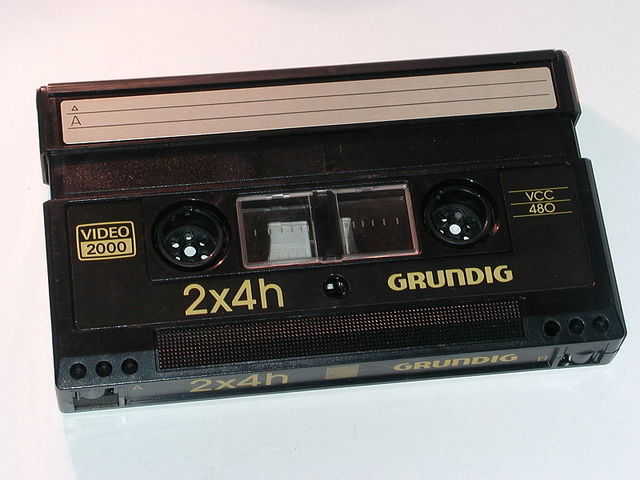 A
VIDEO
2000
VCC
480
2x4h
GRUNDIG
2x4h
GRUNDIG